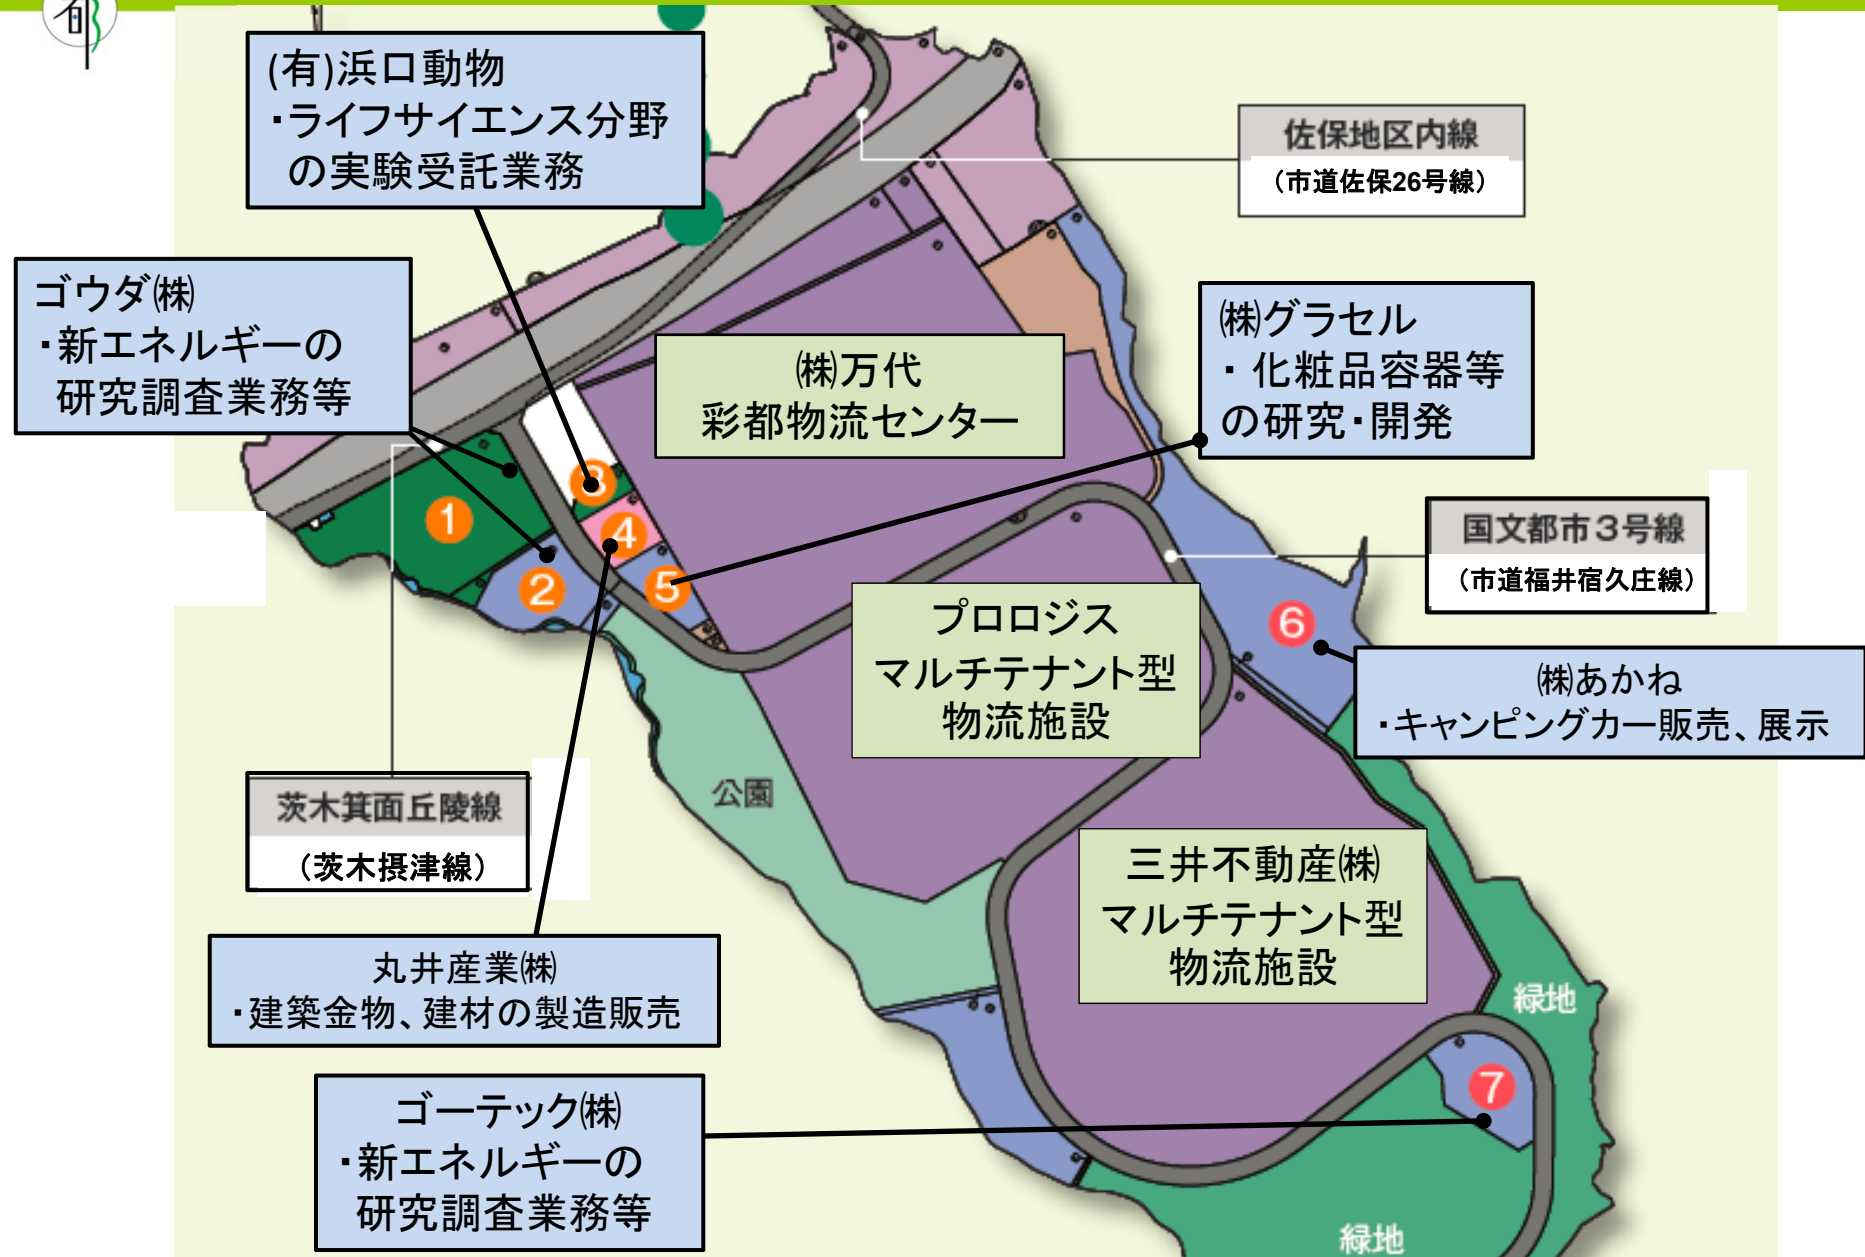 (有)浜口動物
・ライフサイエンス分野
の実験受託業務
佐保地区内線
（市道佐保26号線）
ゴウダ㈱
・新エネルギーの
研究調査業務等
㈱グラセル
・化粧品容器等
の研究・開発
㈱万代
彩都物流センター
1
2
3
4
5
国文都市３号線
（市道福井宿久庄線）
プロロジス
マルチテナント型
物流施設
6
㈱あかね
・キャンピングカー販売、展示
公園
茨木箕面丘陵線
（茨木摂津線）
三井不動産㈱
マルチテナント型
物流施設
丸井産業㈱
・建築金物、建材の製造販売
緑地
7
ゴーテック㈱
・新エネルギーの
研究調査業務等
緑地